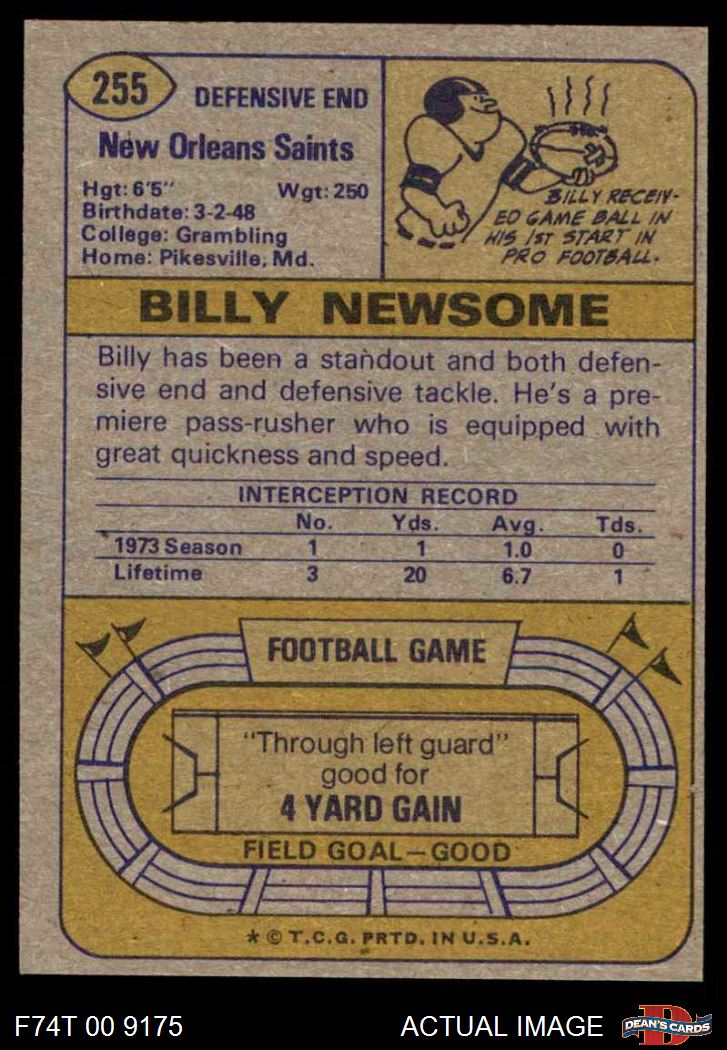 255
DEFENSIVE END
New Orleans Saints
Hgt: 6'5" Wgt: 250
Birthdate: 3-2-48
College: Grambling
Home: Pikesville, Md.
BILLY RECEIV-
ED GAME BALL IN
HIS 1ST START IN
PRO FOOTBALL.
BILLY NEWSOME
Billy has been a standout and both defen-
sive end and defensive tackle. He's a pre-
miere pass-rusher who is equipped with
great quickness and speed.
INTERCEPTION RECORD
No. Yds. Avg. Tds.
1973 Season 1 1 1.0 0
Lifetime 3 20 6.7 1
FOOTBALL GAME
"Through left guard"
good for
4 YARD GAIN
FIELD GOAL—GOOD
* © T.C.G. PRTD. IN U.S.A.
F74T 00 9175 ACTUAL IMAGE
D
DEAN'S CARDS